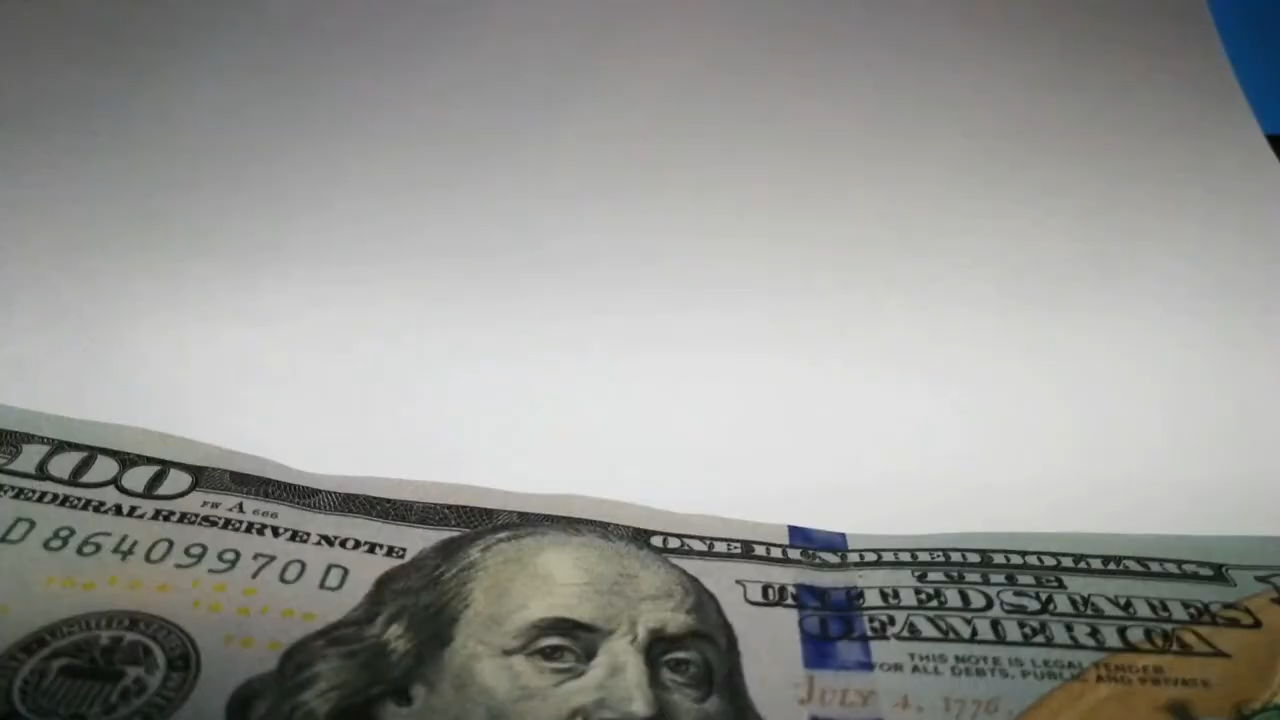 100
FW A 666
FEDERAL RESERVE NOTE
D 86409970 D
UNITED
ONE HUNDRED DOLLARS
THE
UNITED STATES
OF AMERICA
THIS NOTE IS LEGAL TENDER
FOR ALL DEBTS, PUBLIC AND PRIVATE
JULY 4, 1776